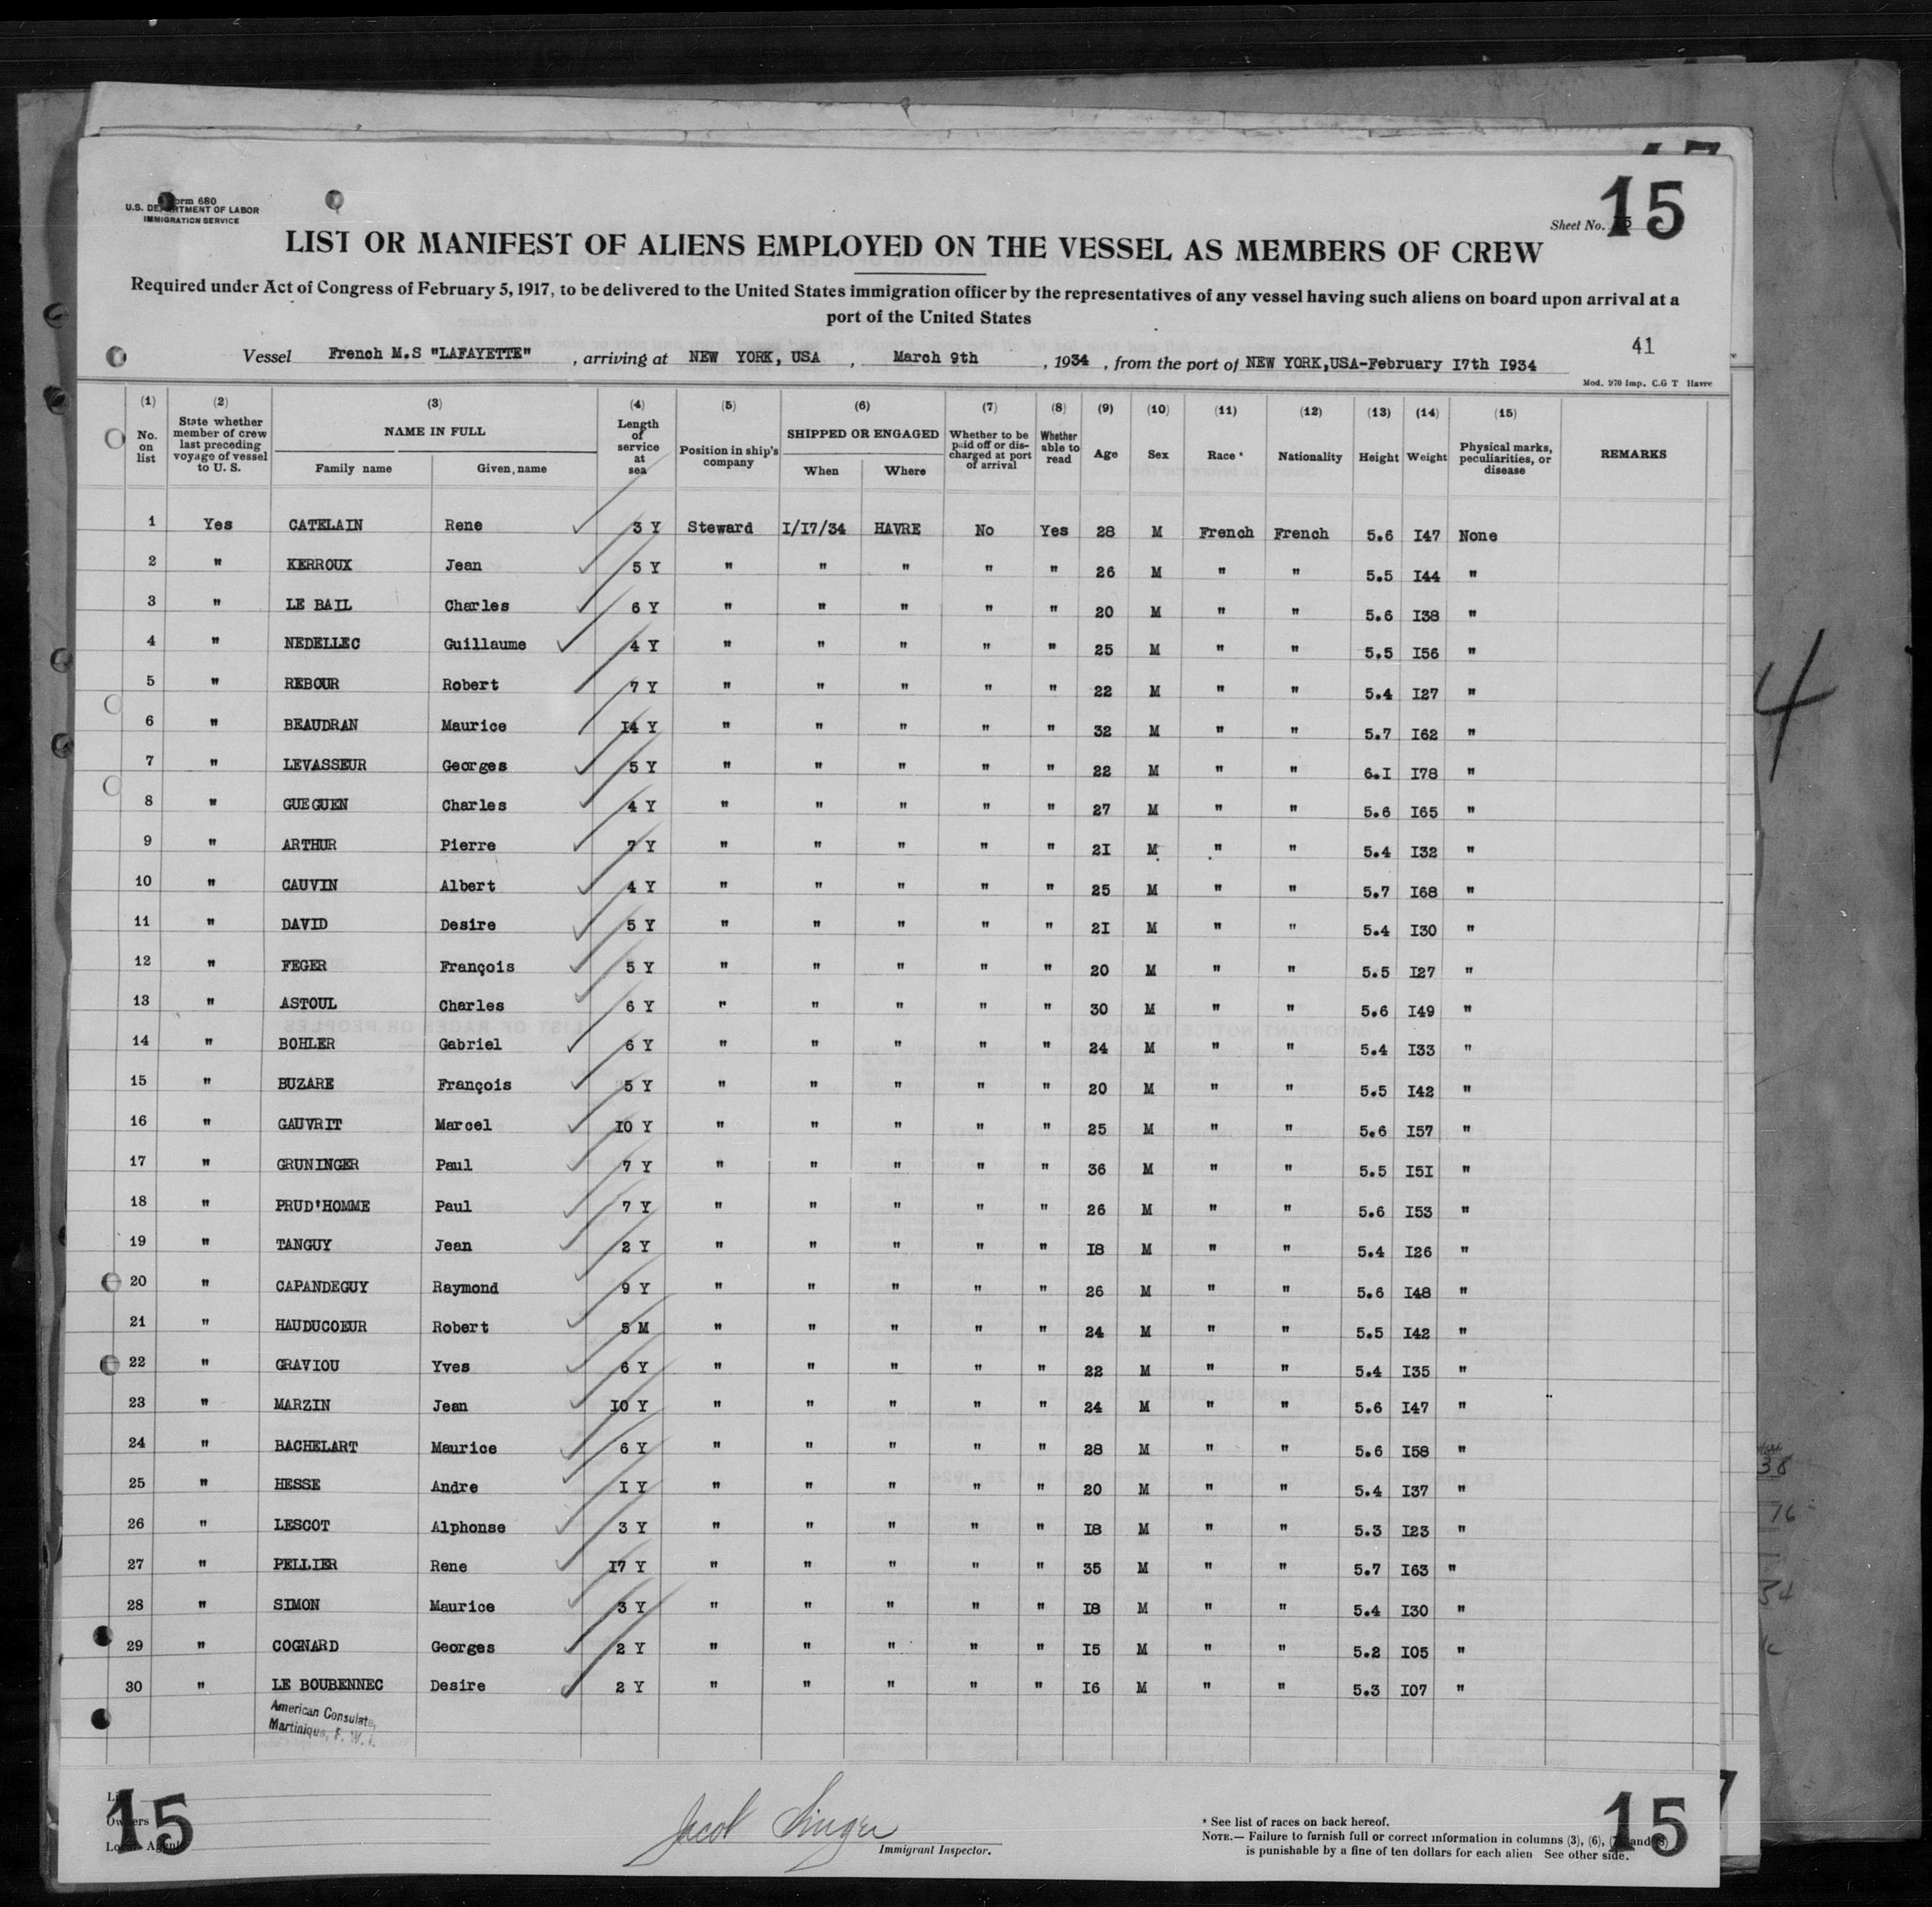 Form 680
U.S. DEPARTMENT OF LABOR
IMMIGRATION SERVICE
15
Sheet No. 15
LIST OR MANIFEST OF ALIENS EMPLOYED ON THE VESSEL AS MEMBERS OF CREW
Required under Act of Congress of February 5, 1917, to be delivered to the United States immigration officer by the representatives of any vessel having such aliens on board upon arrival at a
port of the United States
41
Vessel French M.S "LAFAYETTE" , arriving at NEW YORK, USA , March 9th , 1934 , from the port of NEW YORK,USA-February I7th I934
Mod. 970 Imp. C.G T Havre
(1) (2) (3) (4) (5) (6) (7) (8) (9) (10) (11) (12) (13) (14) (15)
No. on list State whether member of crew last preceding voyage of vessel to U. S. NAME IN FULL Family name Given name Length of service at sea Position in ship's company SHIPPED OR ENGAGED When Where Whether to be paid off or discharged at port of arrival Whether able to read Age Sex Race * Nationality Height Weight Physical marks, peculiarities, or disease REMARKS
1 Yes CATELAIN Rene 3 Y Steward I/I7/34 HAVRE No Yes 28 M French French 5.6 I47 None
2 " KERROUX Jean 5 Y " " " " " 26 M " " 5.5 I44 "
3 " LE BAIL Charles 6 Y " " " " " 20 M " " 5.6 I38 "
4 " NEDELLEC Guillaume 4 Y " " " " " 25 M " " 5.5 I56 "
5 " REBOUR Robert 7 Y " " " " " 22 M " " 5.4 I27 "
6 " BEAUDRAN Maurice I4 Y " " " " " 32 M " " 5.7 I62 "
7 " LEVASSEUR Georges 5 Y " " " " " 22 M " " 6.I I78 "
8 " GUEGUEN Charles 4 Y " " " " " 27 M " " 5.6 I65 "
9 " ARTHUR Pierre 7 Y " " " " " 2I M " " 5.4 I32 "
10 " CAUVIN Albert 4 Y " " " " " 25 M " " 5.7 I68 "
11 " DAVID Desire 5 Y " " " " " 2I M " " 5.4 I30 "
12 " FEGER François 5 Y " " " " " 20 M " " 5.5 I27 "
13 " ASTOUL Charles 6 Y " " " " " 30 M " " 5.6 I49 "
14 " BOHLER Gabriel 6 Y " " " " " 24 M " " 5.4 I33 "
15 " BUZARE François 5 Y " " " " " 20 M " " 5.5 I42 "
16 " GAUVRIT Marcel I0 Y " " " " " 25 M " " 5.6 I57 "
17 " GRUNINGER Paul 7 Y " " " " " 36 M " " 5.5 I5I "
18 " PRUD'HOMME Paul 7 Y " " " " " 26 M " " 5.6 I53 "
19 " TANGUY Jean 2 Y " " " " " I8 M " " 5.4 I26 "
20 " CAPANDEGUY Raymond 9 Y " " " " " 26 M " " 5.6 I48 "
21 " HAUDUCOEUR Robert 5 M " " " " " 24 M " " 5.5 I42 "
22 " GRAVIOU Yves 6 Y " " " " " 22 M " " 5.4 I35 "
23 " MARZIN Jean I0 Y " " " " " 24 M " " 5.6 I47 "
24 " BACHELART Maurice 6 Y " " " " " 28 M " " 5.6 I58 "
25 " HESSE Andre I Y " " " " " 20 M " " 5.4 I37 "
26 " LESCOT Alphonse 3 Y " " " " " I8 M " " 5.3 I23 "
27 " PELLIER Rene I7 Y " " " " " 35 M " " 5.7 I63 "
28 " SIMON Maurice 3 Y " " " " " I8 M " " 5.4 I30 "
29 " COGNARD Georges 2 Y " " " " " I5 M " " 5.2 I05 "
30 " LE BOUBENNEC Desire 2 Y " " " " " I6 M " " 5.3 I07 "
American Consulate,
Martinique, F. W. I.
4
15
Owners
Local Agents
Jacob Singer
Immigrant Inspector.
* See list of races on back hereof.
NOTE.— Failure to furnish full or correct information in columns (3), (6), (7) and (8)
is punishable by a fine of ten dollars for each alien See other side.
15